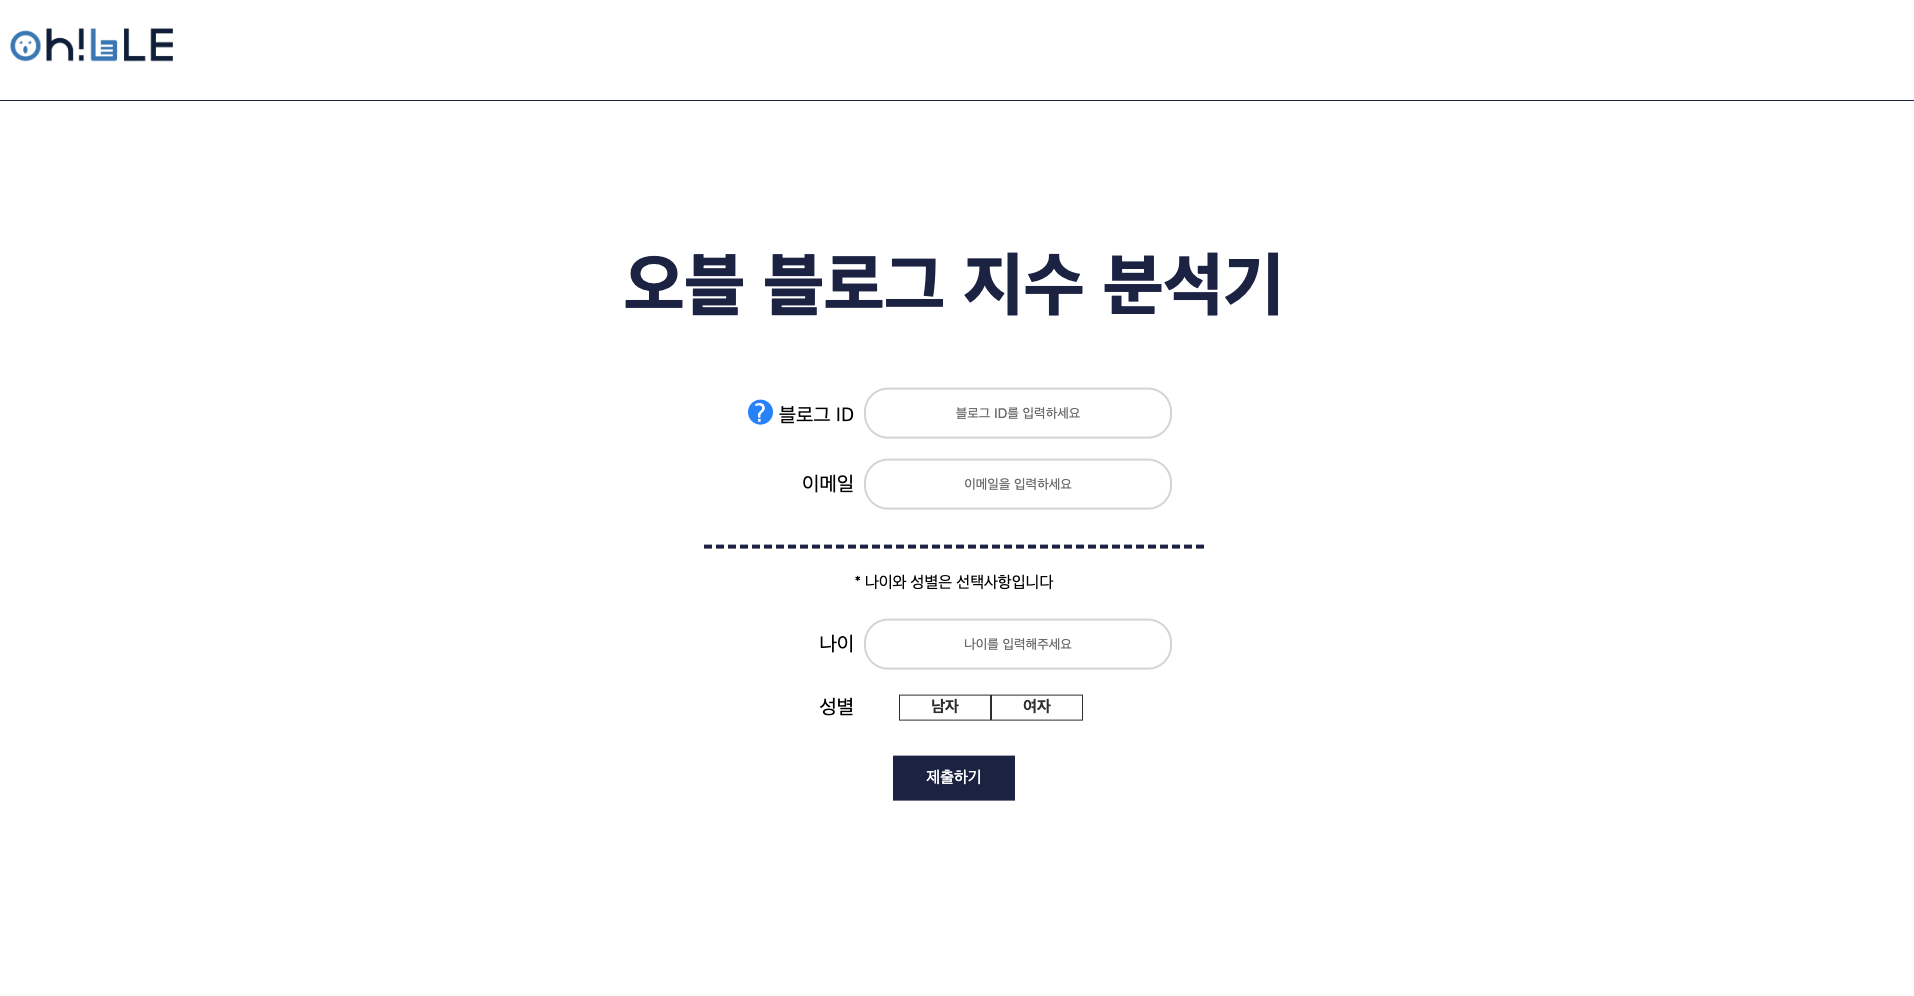 Oh!bLE
오블 블로그 지수 분석기
? 블로그 ID
블로그 ID를 입력하세요
이메일
이메일을 입력하세요
* 나이와 성별은 선택사항입니다
나이
나이를 입력해주세요
성별
남자
여자
제출하기